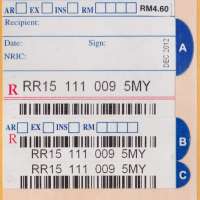 AR EX INS RM RM4.60
Recipient:
Date: Sign:
NRIC:
DEC 2012
A
R RR15 111 009 5MY
AR EX INS RM
B
RR15 111 009 5MY
RR15 111 009 5MY
C